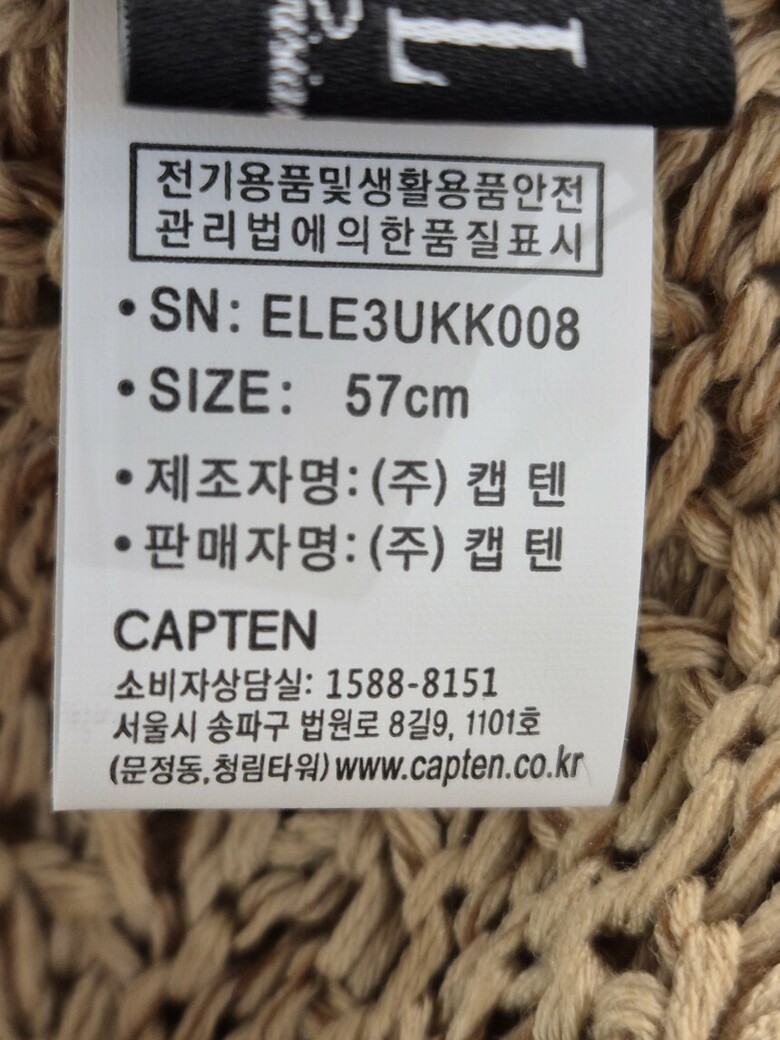 L
전기용품및생활용품안전
관리법에의한품질표시
• SN: ELE3UKK008
• SIZE: 57cm
• 제조자명: (주) 캡 텐
• 판매자명: (주) 캡 텐
CAPTEN
소비자상담실: 1588-8151
서울시 송파구 법원로 8길9, 1101호
(문정동,청림타워) www.capten.co.kr